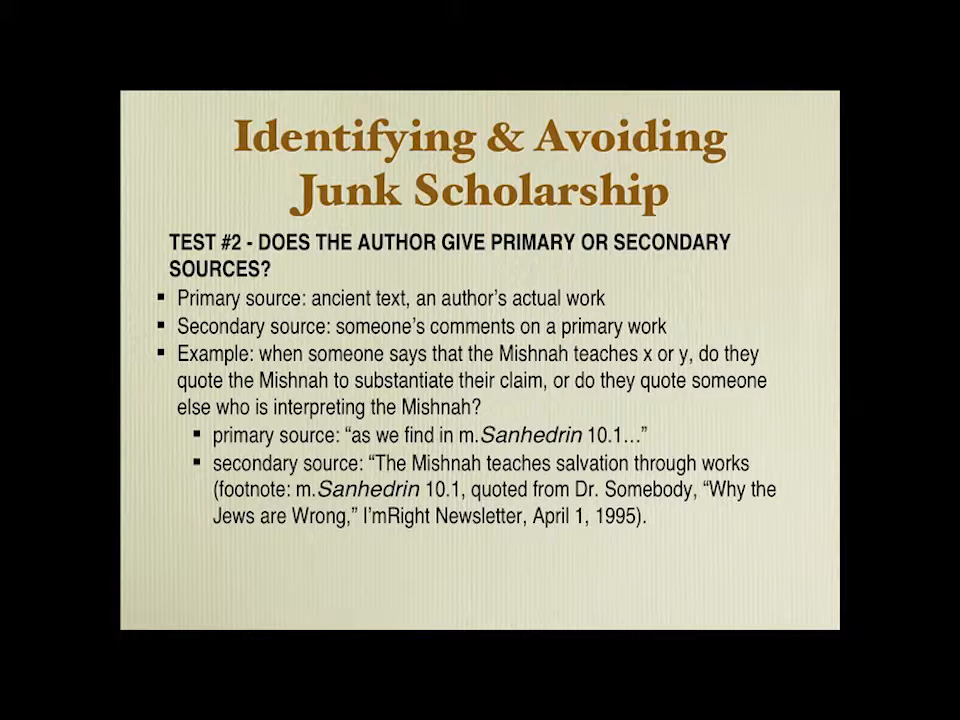 Identifying & Avoiding
Junk Scholarship
TEST #2 - DOES THE AUTHOR GIVE PRIMARY OR SECONDARY
SOURCES?
▪ Primary source: ancient text, an author’s actual work
▪ Secondary source: someone’s comments on a primary work
▪ Example: when someone says that the Mishnah teaches x or y, do they
quote the Mishnah to substantiate their claim, or do they quote someone
else who is interpreting the Mishnah?
▪ primary source: “as we find in m.Sanhedrin 10.1…”
▪ secondary source: “The Mishnah teaches salvation through works
(footnote: m.Sanhedrin 10.1, quoted from Dr. Somebody, “Why the
Jews are Wrong,” I’mRight Newsletter, April 1, 1995).